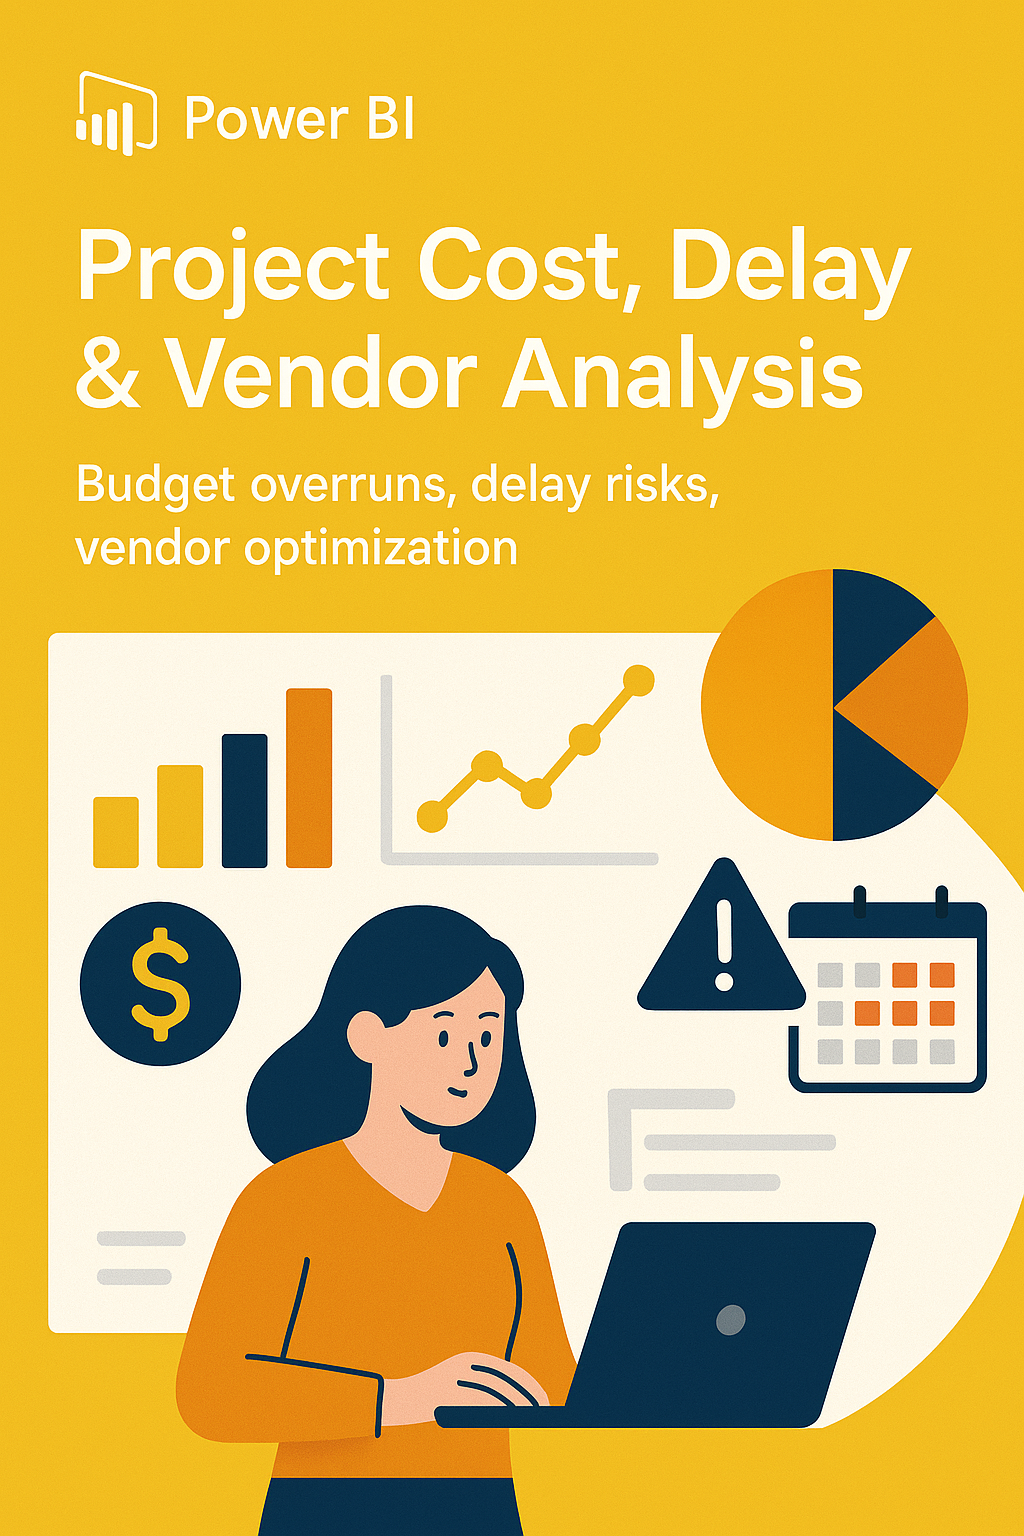 Power BI
Project Cost, Delay
& Vendor Analysis
Budget overruns, delay risks,
vendor optimization
$
!